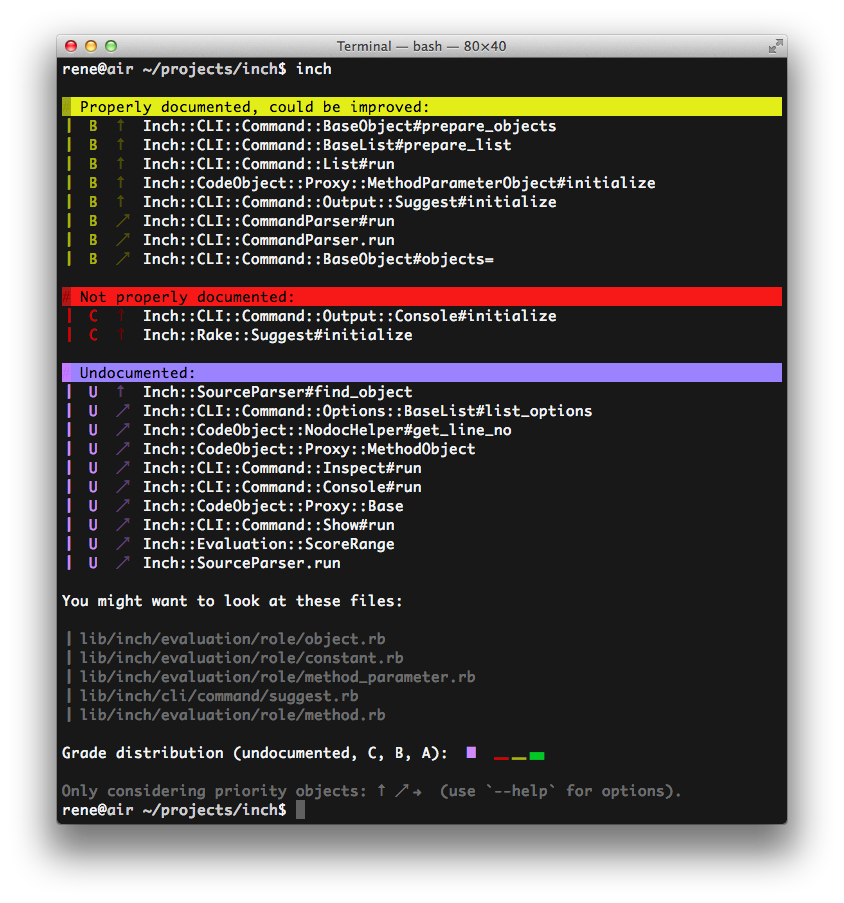 Terminal — bash — 80×40
rene@air ~/projects/inch$ inch
# Properly documented, could be improved:
| B ↑ Inch::CLI::Command::BaseObject#prepare_objects
| B ↑ Inch::CLI::Command::BaseList#prepare_list
| B ↑ Inch::CLI::Command::List#run
| B ↑ Inch::CodeObject::Proxy::MethodParameterObject#initialize
| B ↑ Inch::CLI::Command::Output::Suggest#initialize
| B ↗ Inch::CLI::CommandParser#run
| B ↗ Inch::CLI::CommandParser.run
| B ↗ Inch::CLI::Command::BaseObject#objects=
# Not properly documented:
| C ↑ Inch::CLI::Command::Output::Console#initialize
| C ↑ Inch::Rake::Suggest#initialize
# Undocumented:
| U ↑ Inch::SourceParser#find_object
| U ↗ Inch::CLI::Command::Options::BaseList#list_options
| U ↗ Inch::CodeObject::NodocHelper#get_line_no
| U ↗ Inch::CodeObject::Proxy::MethodObject
| U ↗ Inch::CLI::Command::Inspect#run
| U ↗ Inch::CLI::Command::Console#run
| U ↗ Inch::CodeObject::Proxy::Base
| U ↗ Inch::CLI::Command::Show#run
| U ↗ Inch::Evaluation::ScoreRange
| U ↗ Inch::SourceParser.run
You might want to look at these files:
| lib/inch/evaluation/role/object.rb
| lib/inch/evaluation/role/constant.rb
| lib/inch/evaluation/role/method_parameter.rb
| lib/inch/cli/command/suggest.rb
| lib/inch/evaluation/role/method.rb
Grade distribution (undocumented, C, B, A): █ ▁▁▂
Only considering priority objects: ↑ ↗ → (use `--help` for options).
rene@air ~/projects/inch$